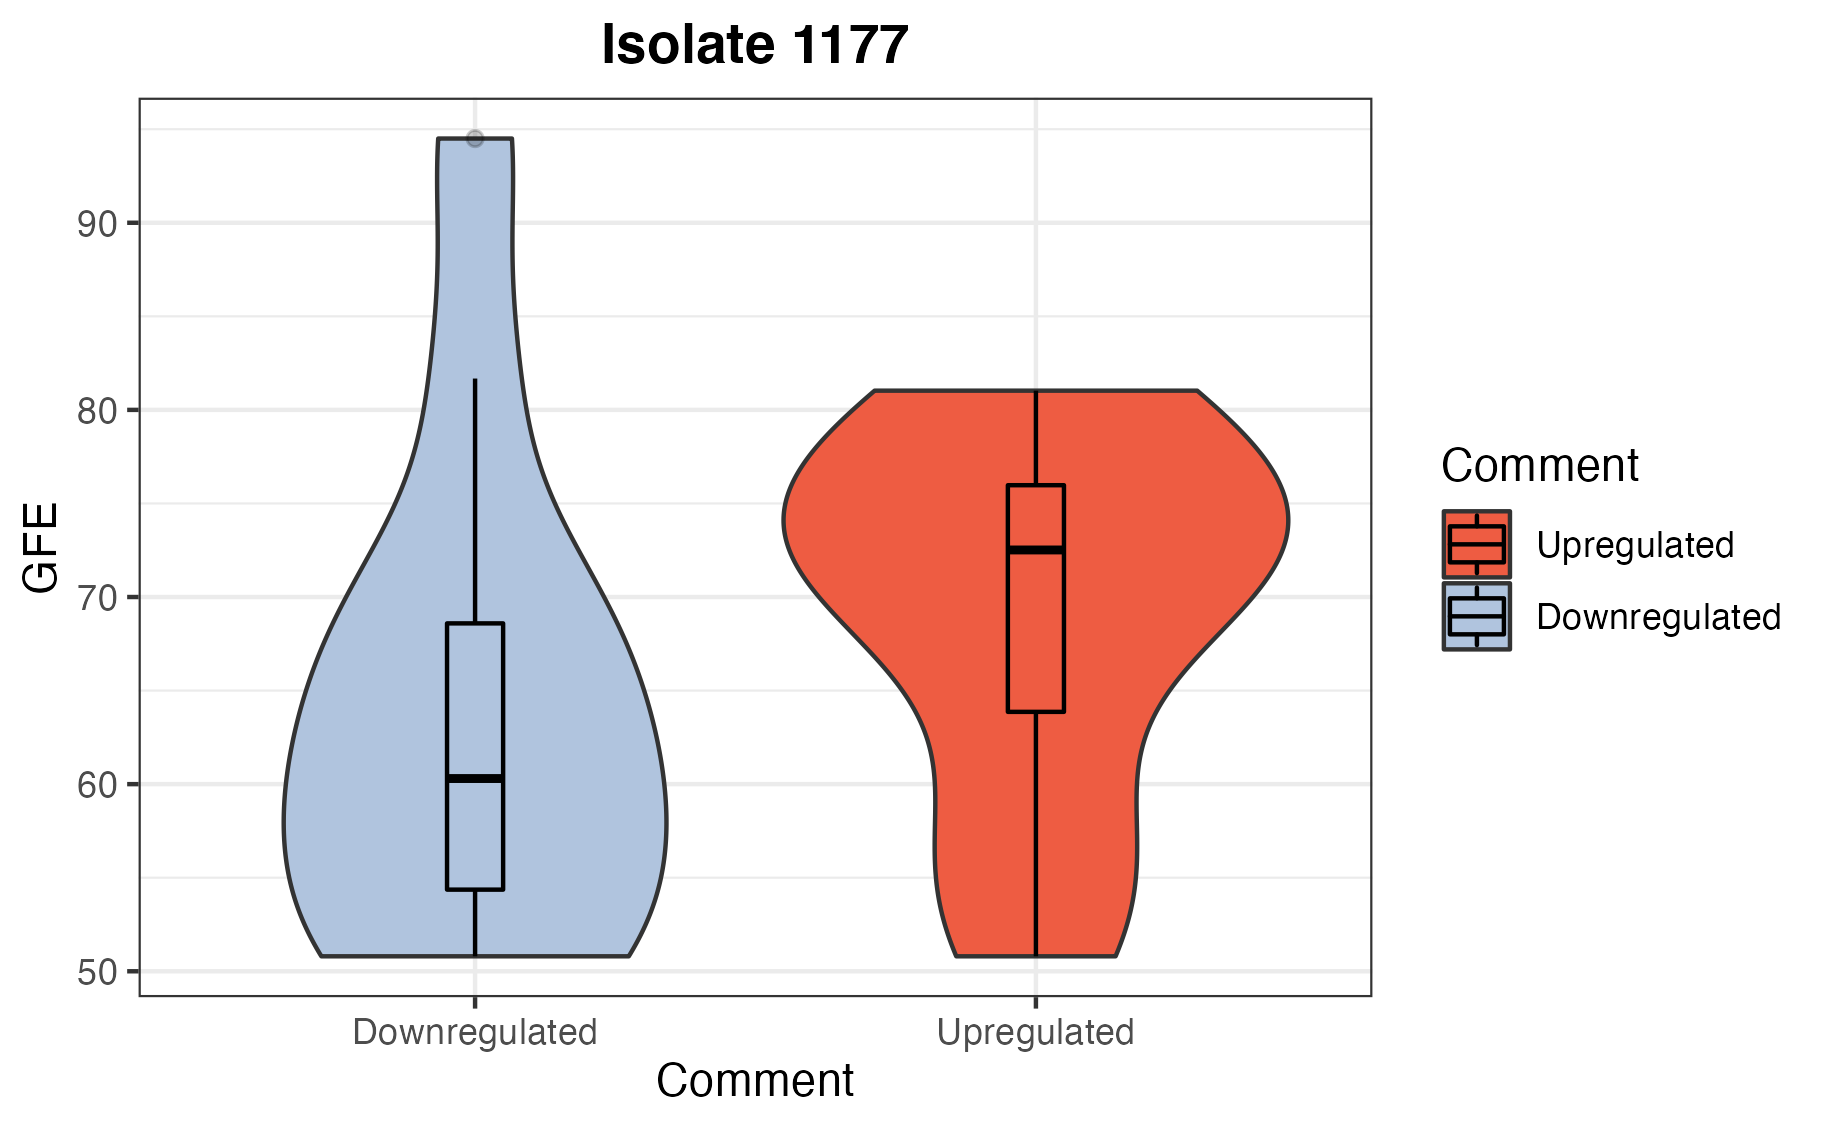 Isolate 1177
GFE
90
80
70
60
50
Downregulated
Upregulated
Comment
Comment
Upregulated
Downregulated